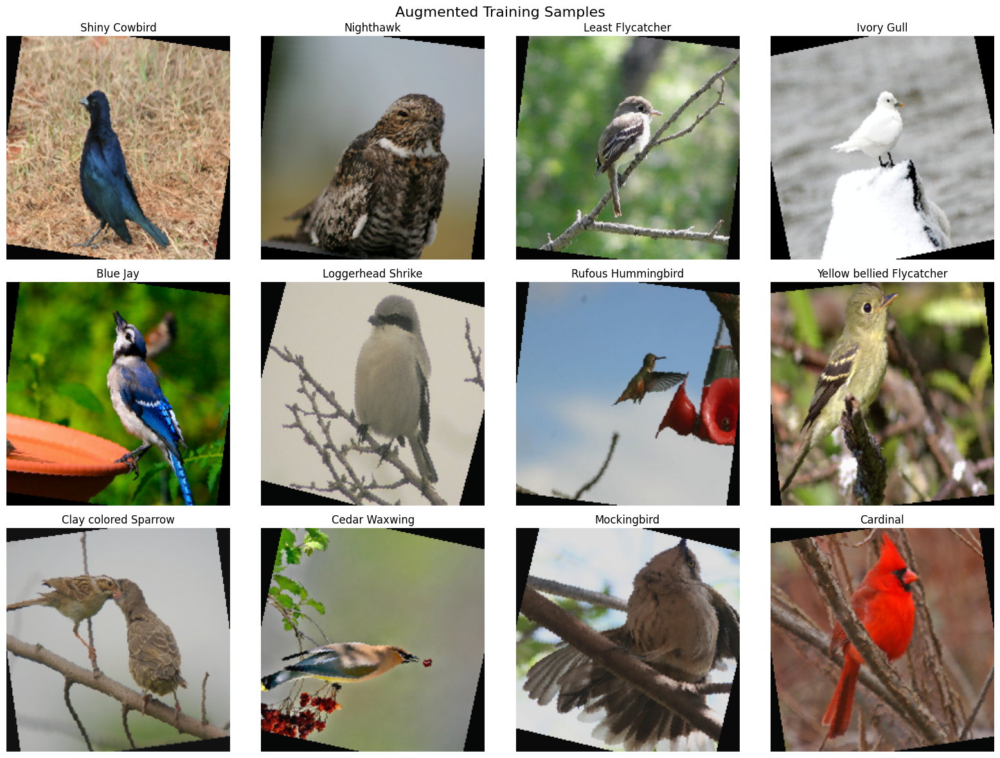 Augmented Training Samples
Shiny Cowbird
Nighthawk
Least Flycatcher
Ivory Gull
Blue Jay
Loggerhead Shrike
Rufous Hummingbird
Yellow bellied Flycatcher
Clay colored Sparrow
Cedar Waxwing
Mockingbird
Cardinal